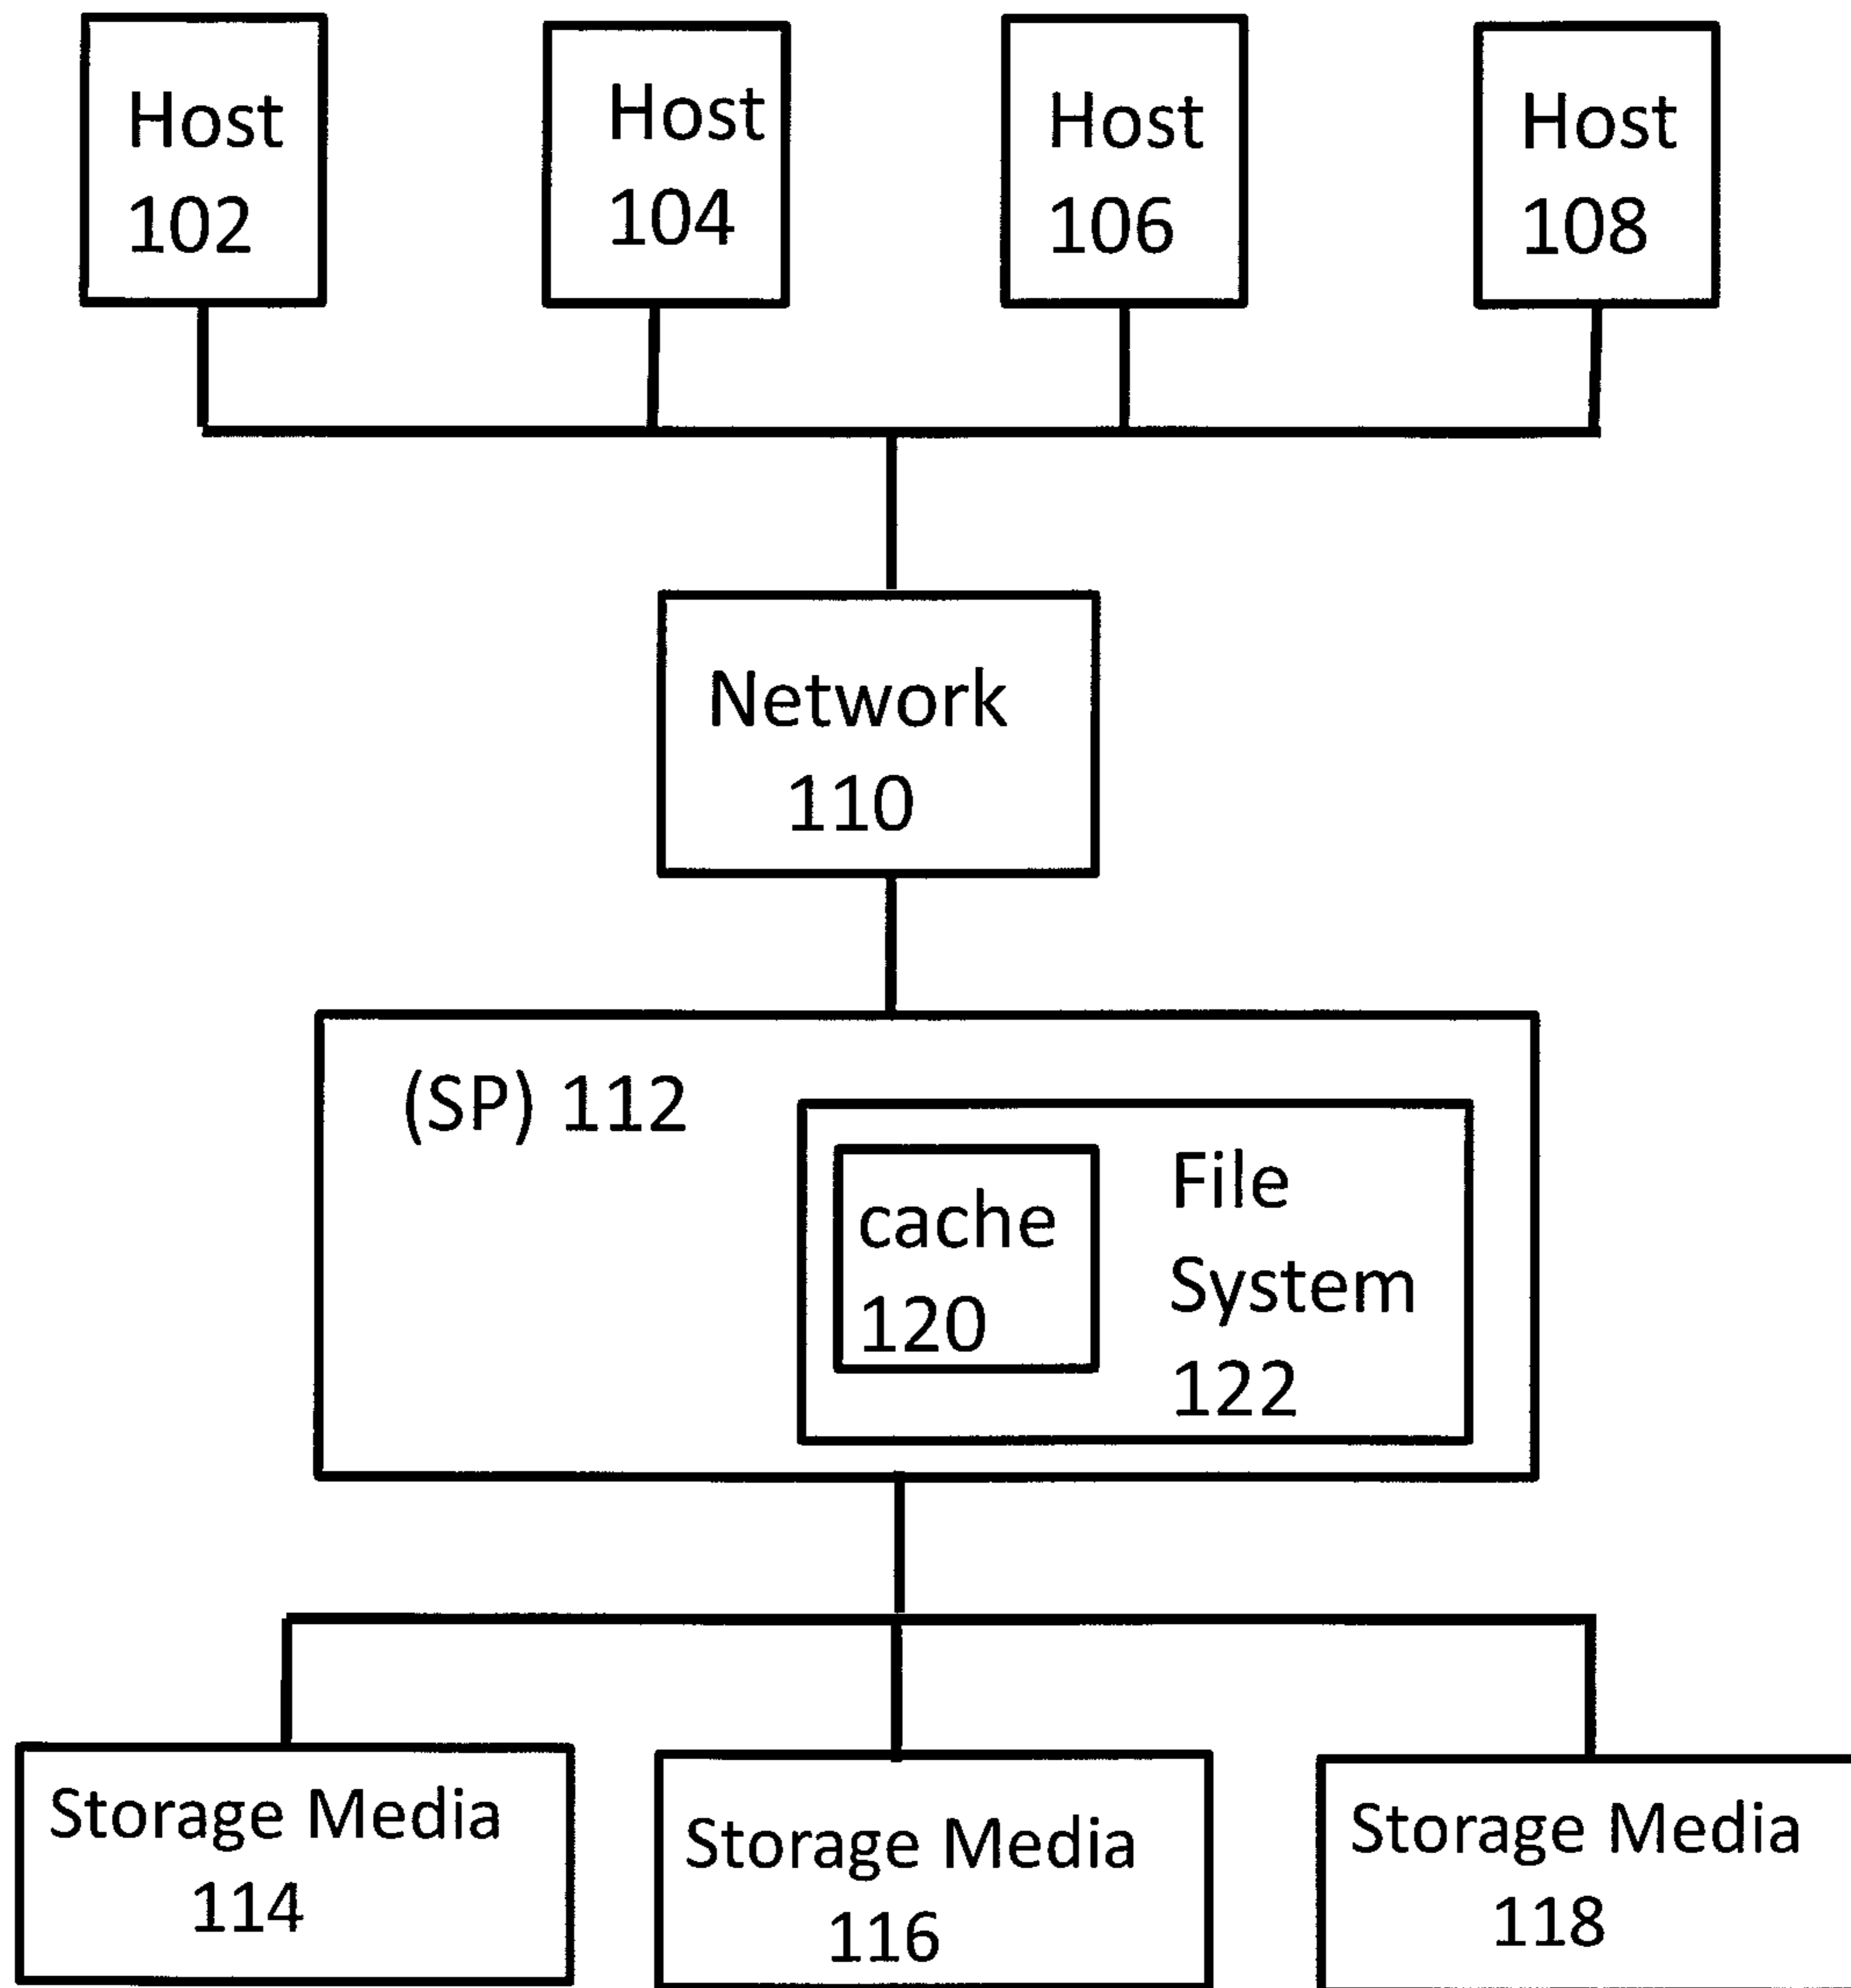 Host
102
Host
104
Host
106
Host
108
Network
110
(SP) 112
cache
120
File
System
122
Storage Media
114
Storage Media
116
Storage Media
118